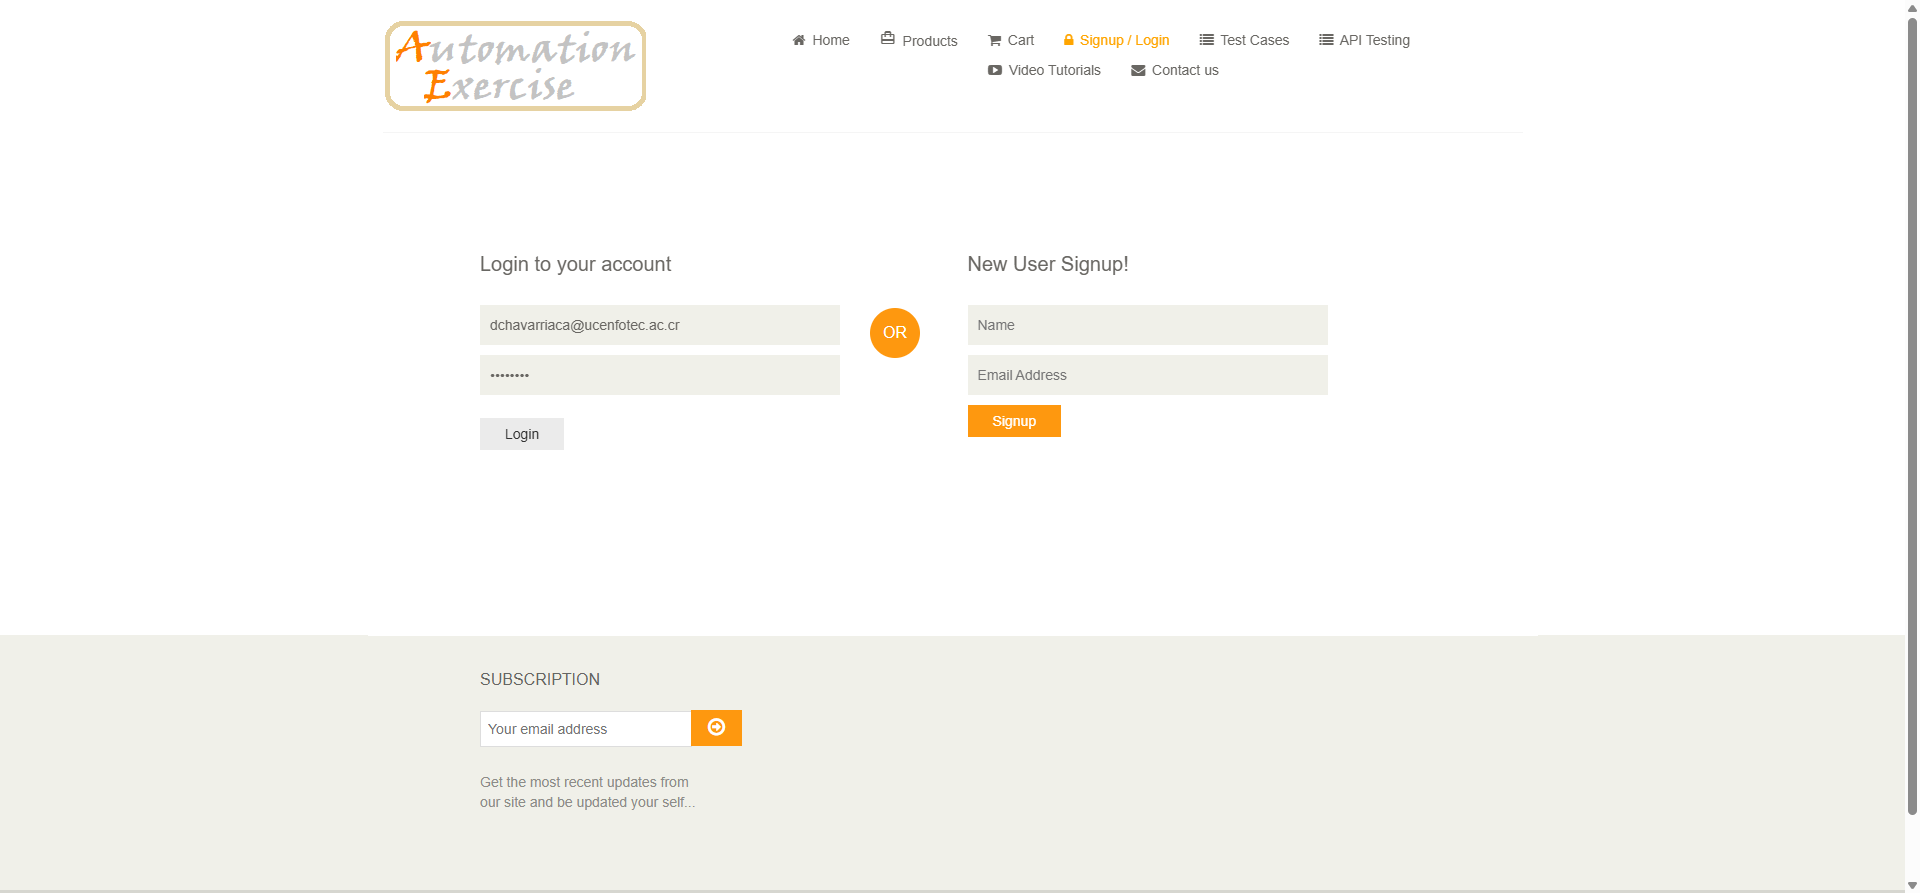 Automation
Exercise
Home
Products
Cart
Signup / Login
Test Cases
API Testing
Video Tutorials
Contact us
Login to your account
New User Signup!
dchavarriaca@ucenfotec.ac.cr
OR
Name
••••••••
Email Address
Login
Signup
SUBSCRIPTION
Your email address
Get the most recent updates from
our site and be updated your self...